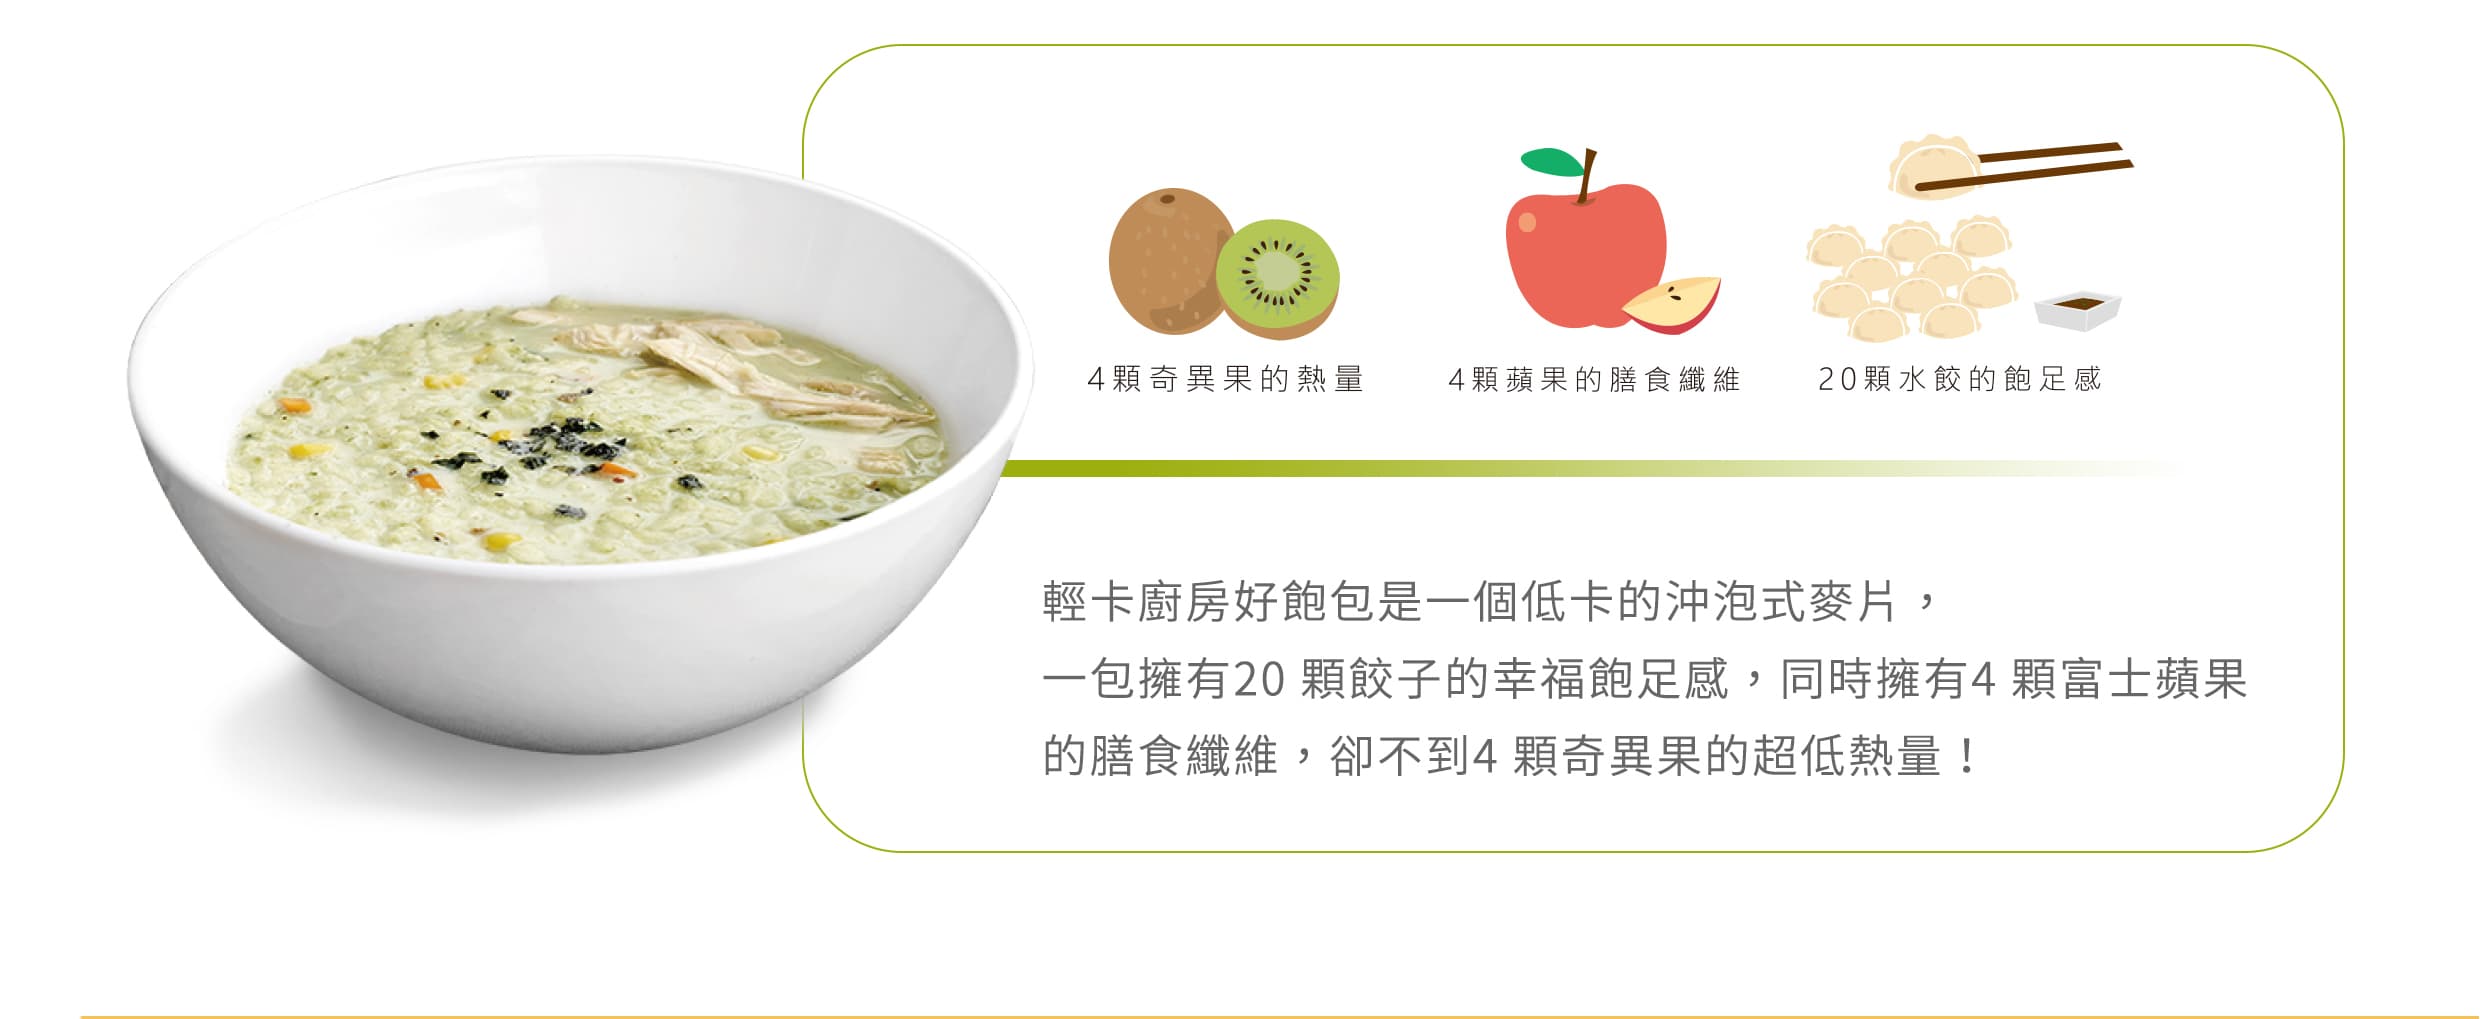 4顆奇異果的熱量
4顆蘋果的膳食纖維
20顆水餃的飽足感
輕卡廚房好飽包是一個低卡的沖泡式麥片，
一包擁有20 顆餃子的幸福飽足感，同時擁有4 顆富士蘋果
的膳食纖維，卻不到4 顆奇異果的超低熱量！